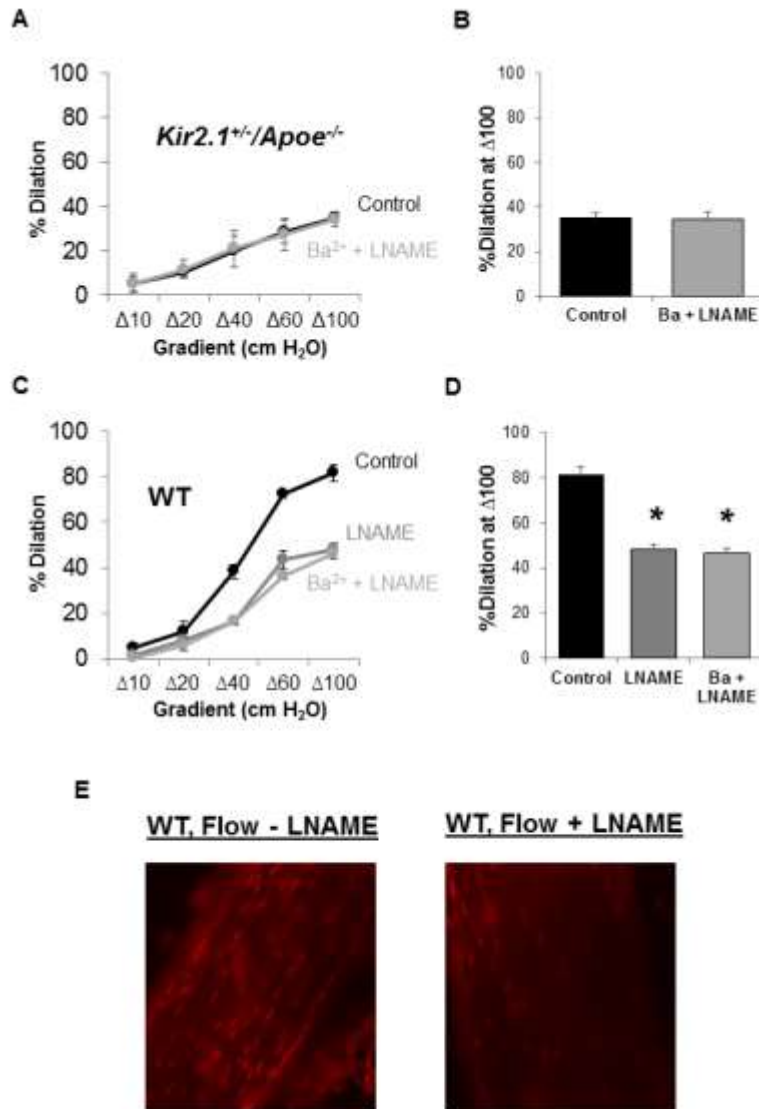 A
100
80
60
40
20
0
% Dilation
Kir2.1+/-/Apoe-/-
Control
Ba2+ + LNAME
Δ10 Δ20 Δ40 Δ60 Δ100
Gradient (cm H2O)
B
100
80
60
40
20
0
%Dilation at Δ100
Control Ba + LNAME
C
100
80
60
40
20
0
% Dilation
WT
Control
LNAME
Ba2+ + LNAME
Δ10 Δ20 Δ40 Δ60 Δ100
Gradient (cm H2O)
D
100
80
60
40
20
0
%Dilation at Δ100
* *
Control LNAME Ba +
LNAME
E
WT, Flow - LNAME
WT, Flow + LNAME